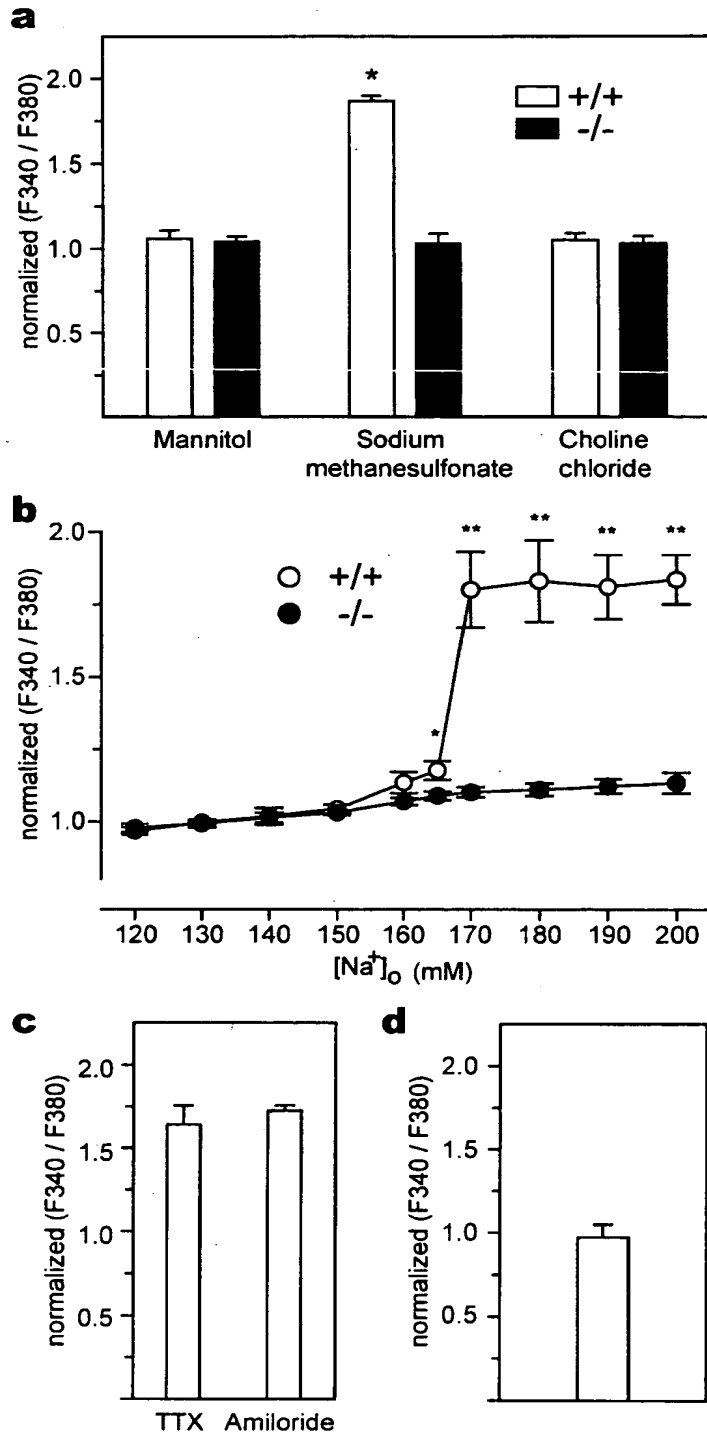 a
normalized (F340 / F380)
2.0
1.5
1.0
0.5
*
+/+
-/-
Mannitol
Sodium
methanesulfonate
Choline
chloride
b
normalized (F340 / F380)
2.0
1.5
1.0
+/+
-/-
*
** ** ** **
120 130 140 150 160 170 180 190 200
[Na+]o (mM)
c
normalized (F340 / F380)
2.0
1.5
1.0
0.5
TTX Amiloride
d
normalized (F340 / F380)
2.0
1.5
1.0
0.5